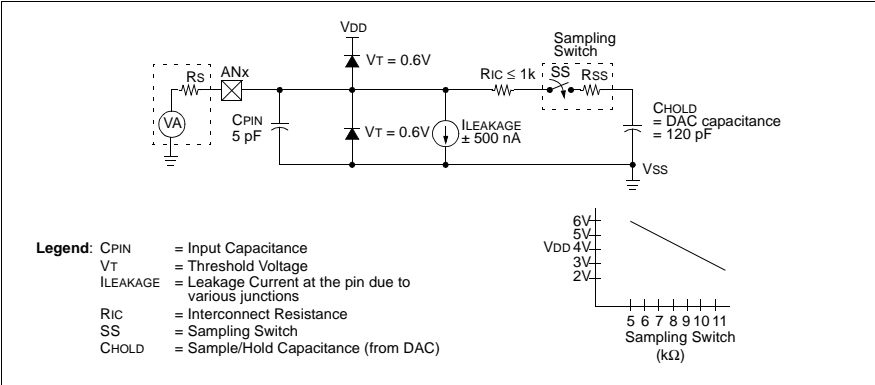 VDD
VT = 0.6V
Sampling
Switch
RS
ANx
RIC ≤ 1k
SS
RSS
VA
CPIN
5 pF
VT = 0.6V
ILEAKAGE
± 500 nA
CHOLD
= DAC capacitance
= 120 pF
VSS
Legend: CPIN = Input Capacitance
VT = Threshold Voltage
ILEAKAGE = Leakage Current at the pin due to
various junctions
RIC = Interconnect Resistance
SS = Sampling Switch
CHOLD = Sample/Hold Capacitance (from DAC)
6V
5V
VDD 4V
3V
2V
5 6 7 8 9 10 11
Sampling Switch
(kΩ)